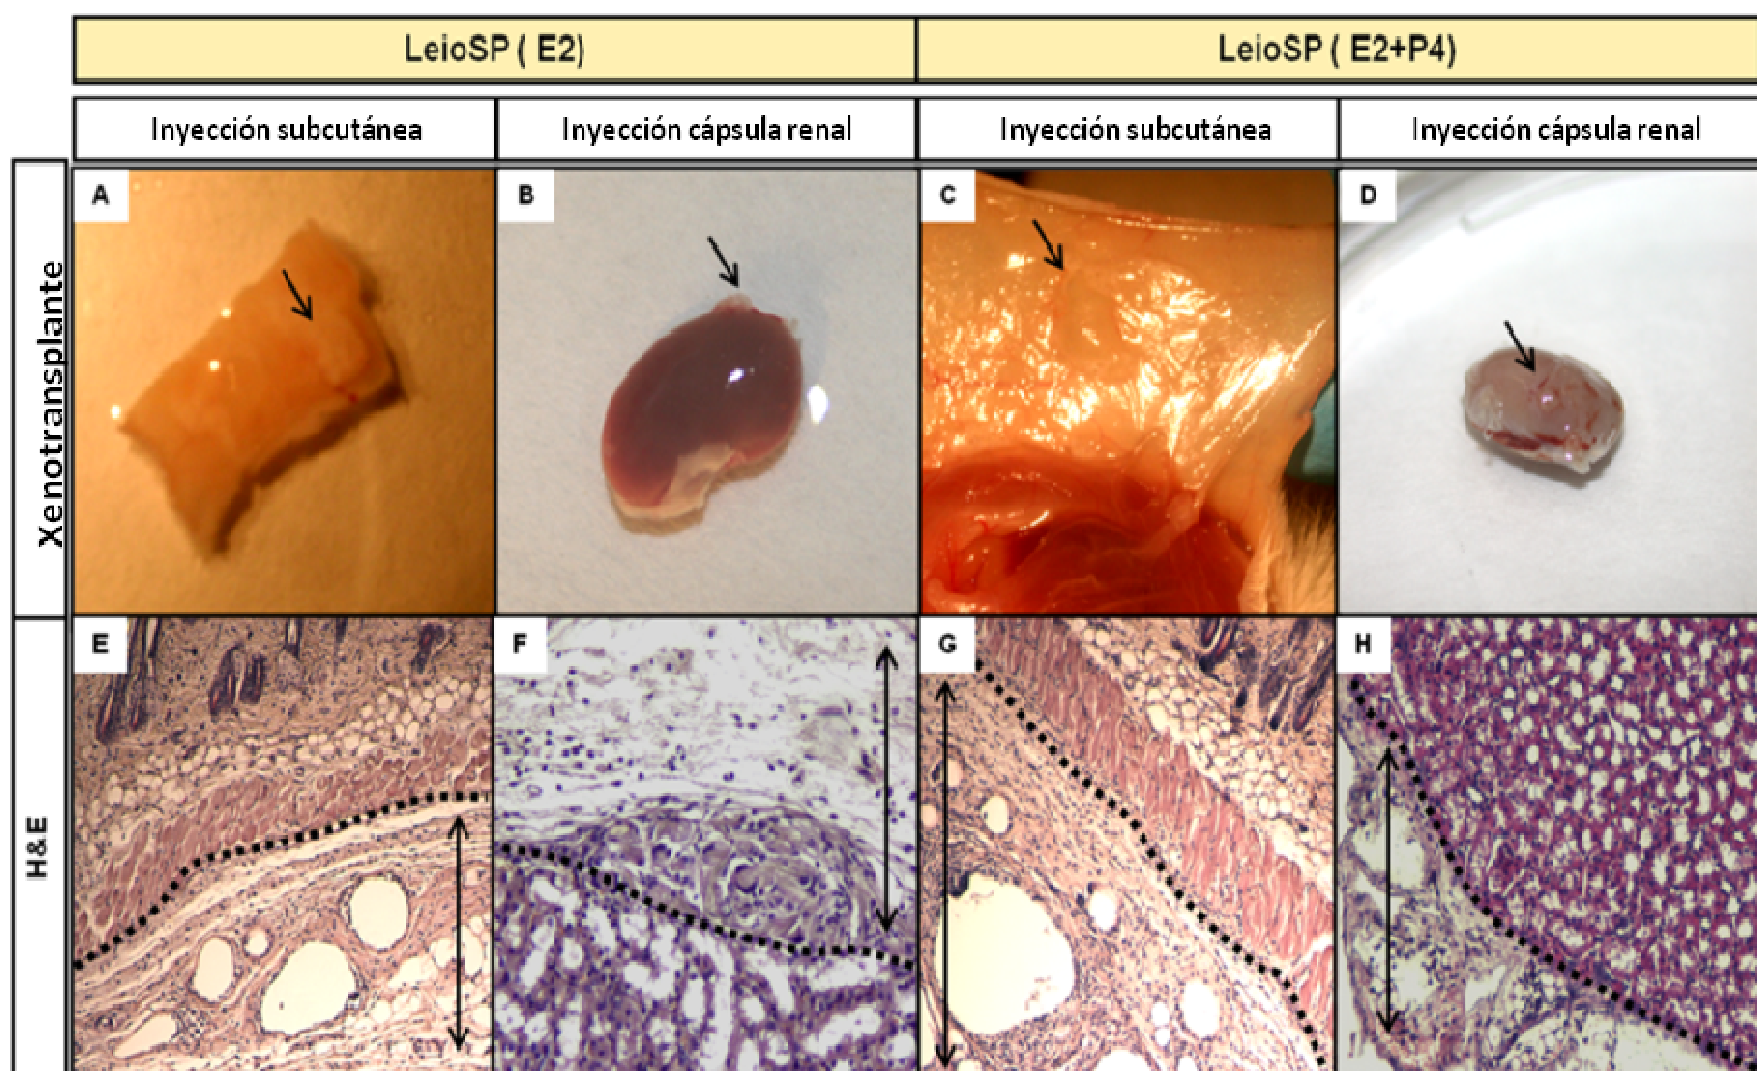 LeioSP ( E2)
LeioSP ( E2+P4)
Inyección subcutánea
Inyección cápsula renal
Inyección subcutánea
Inyección cápsula renal
Xenotransplante
A
B
C
D
H&E
E
F
G
H